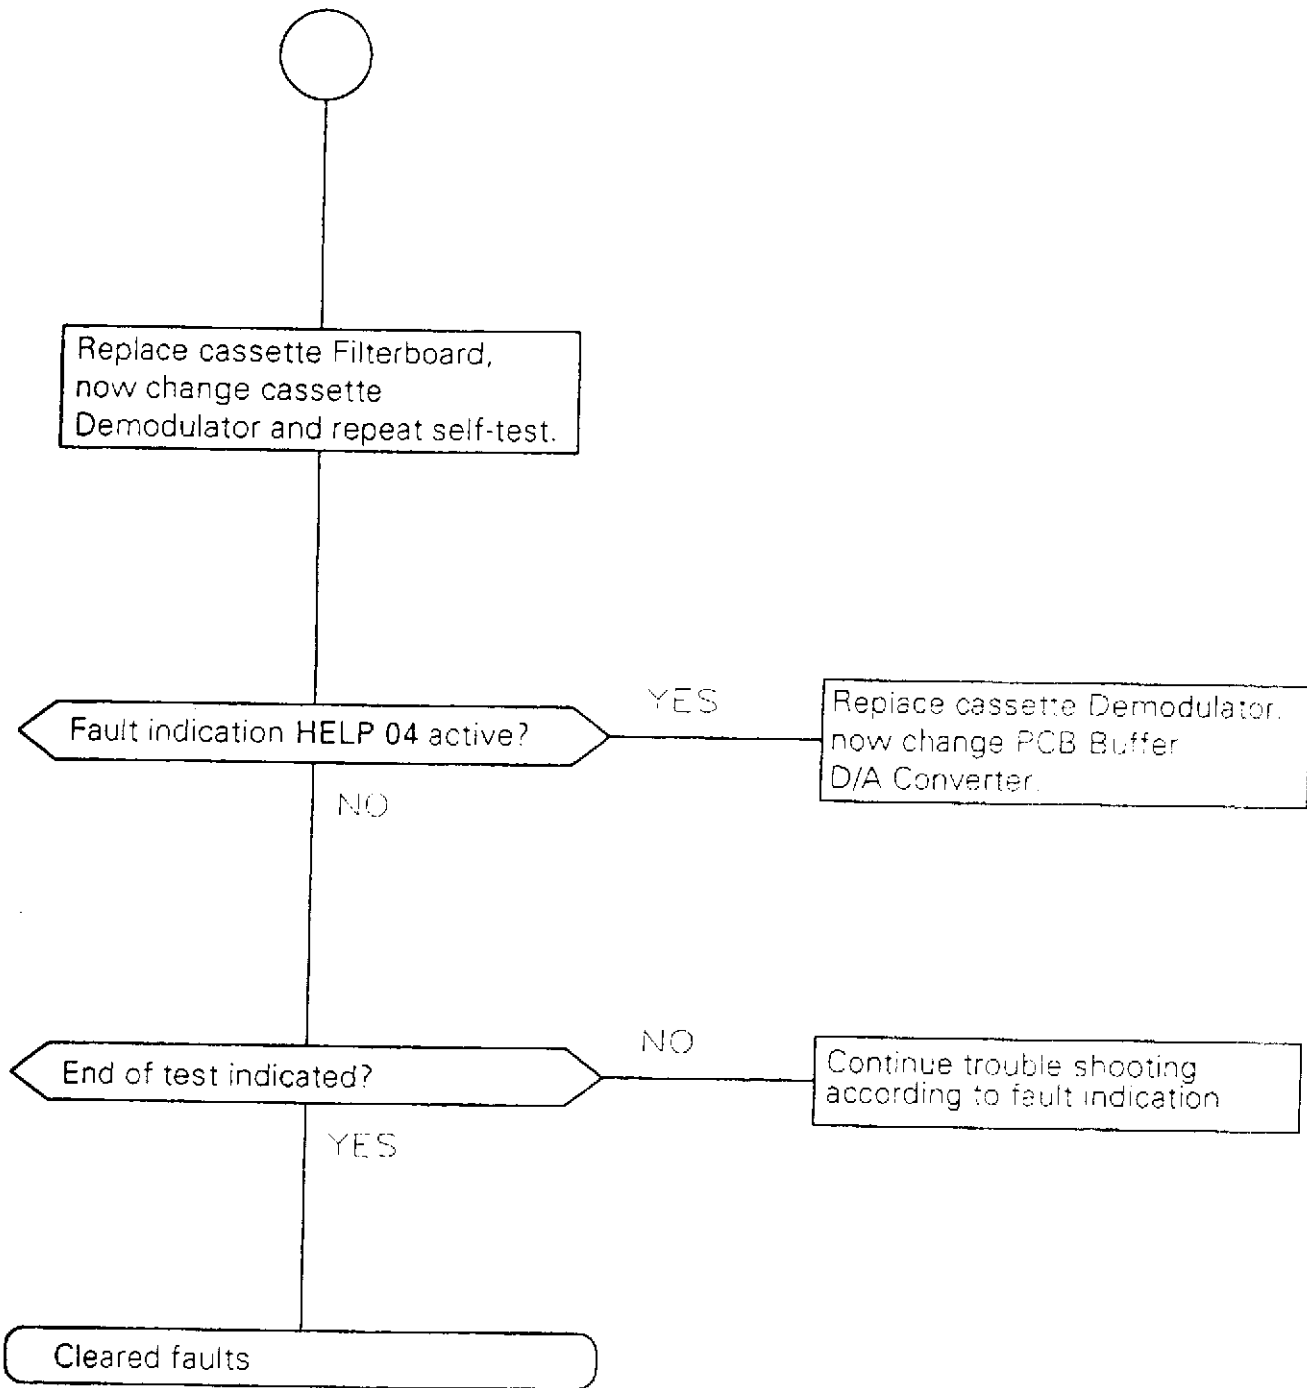 Replace cassette Filterboard,
now change cassette
Demodulator and repeat self-test.
Fault indication HELP 04 active?
YES
Replace cassette Demodulator.
now change PCB Buffer
D/A Converter.
NO
End of test indicated?
NO
Continue trouble shooting
according to fault indication
YES
Cleared faults